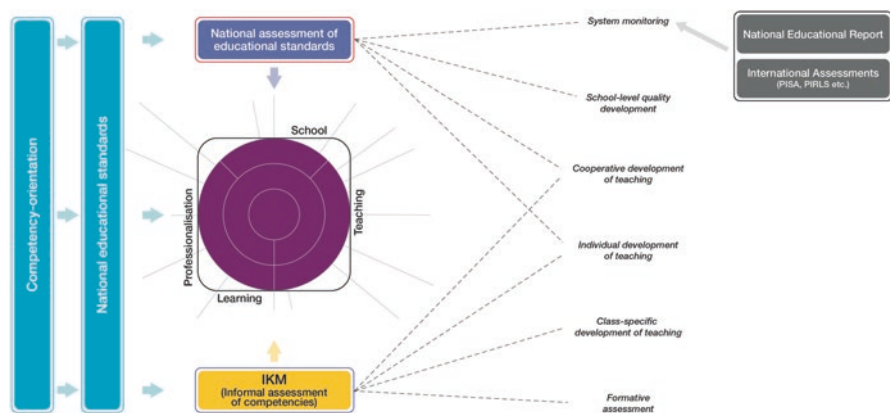 Competency-orientation
National educational standards
National assessment of
educational standards
School
Professionalisation
Teaching
Learning
IKM
(Informal assessment
of competencies)
System monitoring
School-level quality
development
Cooperative development
of teaching
Individual development
of teaching
Class-specific
development of teaching
Formative
assessment
National Educational Report
International Assessments
(PISA, PIRLS etc.)